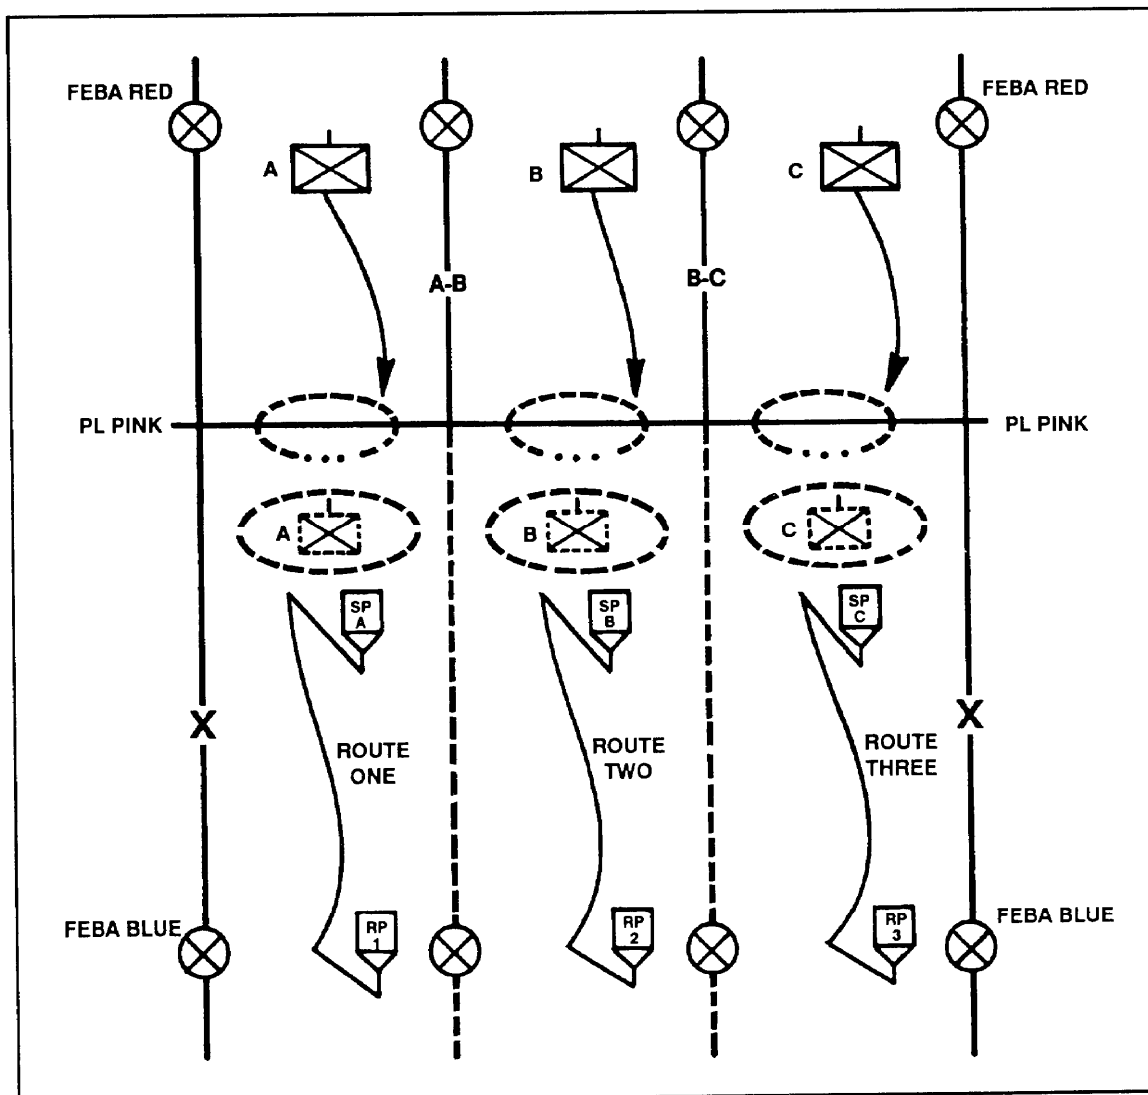 FEBA RED
FEBA RED
A
B
C
A-B
B-C
PL PINK
PL PINK
A
B
C
SP
A
SP
B
SP
C
X
X
ROUTE
ONE
ROUTE
TWO
ROUTE
THREE
FEBA BLUE
RP
1
RP
2
RP
3
FEBA BLUE